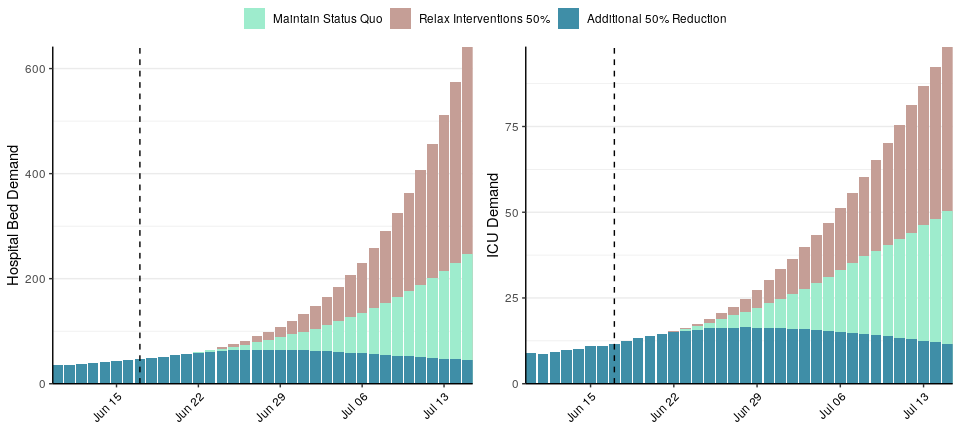 Maintain Status Quo Relax Interventions 50% Additional 50% Reduction
Hospital Bed Demand
600
400
200
0
Jun 15 Jun 22 Jun 29 Jul 06 Jul 13
ICU Demand
75
50
25
0
Jun 15 Jun 22 Jun 29 Jul 06 Jul 13